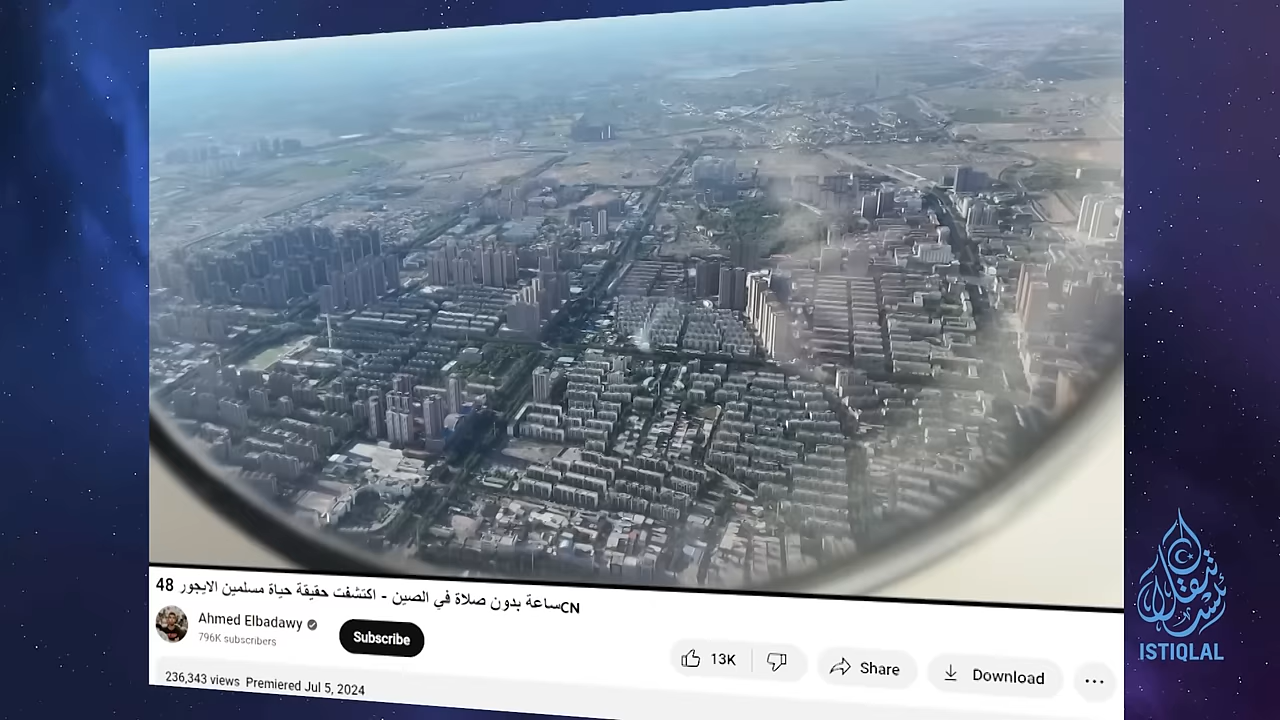 48 ساعة بدون صلاة في الصين - اكتشفت حقيقة حياة مسلمين الايجور CN
Ahmed Elbadawy
796K subscribers
Subscribe
13K
Share
Download
236,343 views Premiered Jul 5, 2024
ئىستىقلال
ISTIQLAL